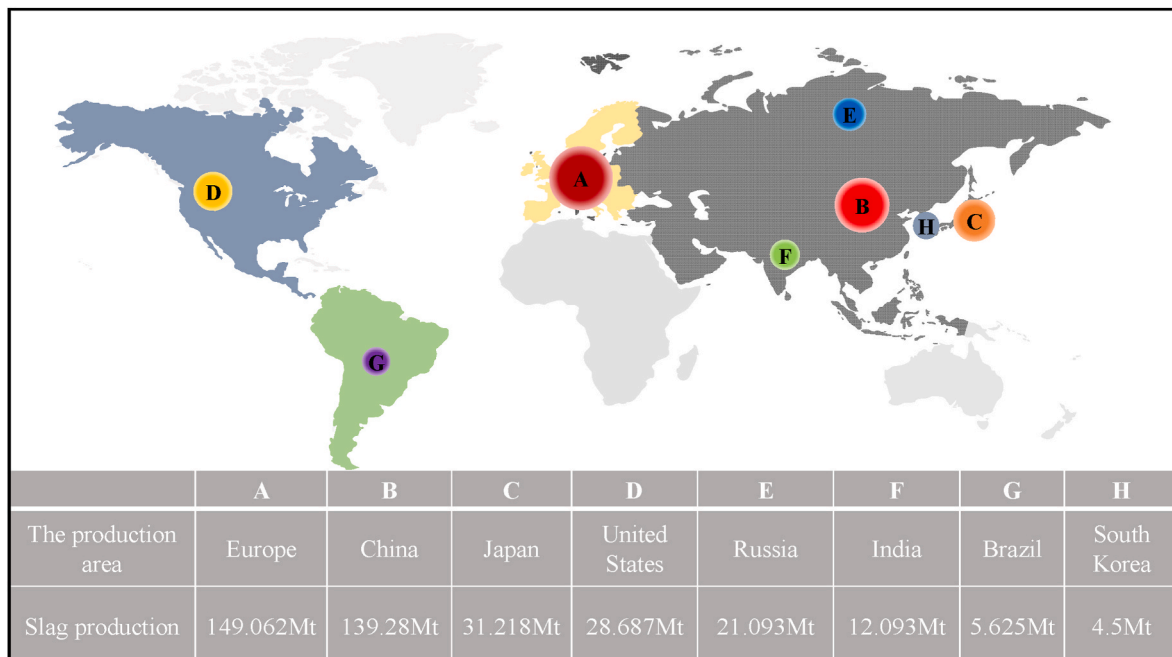 E
A
D
B
C
H
F
G
A B C D E F G H
The production area Europe China Japan United States Russia India Brazil South Korea
Slag production 149.062Mt 139.28Mt 31.218Mt 28.687Mt 21.093Mt 12.093Mt 5.625Mt 4.5Mt